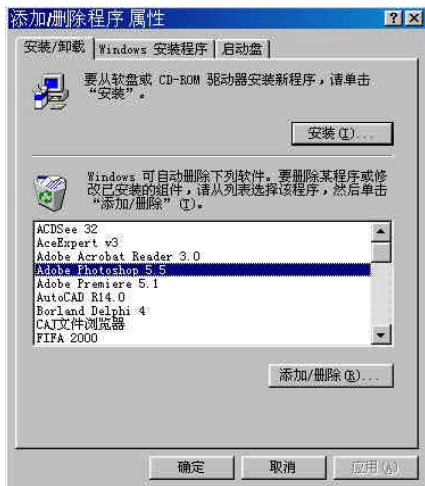 添加/删除程序 属性
安装/卸载
Windows 安装程序
启动盘
要从软盘或 CD-ROM 驱动器安装新程序，请单击
“安装”。
安装(I)...
Windows 可自动删除下列软件。要删除某程序或修
改已安装的组件，请从列表选择该程序，然后单击
“添加/删除”(I)。
ACDSee 32
AceExpert v3
Adobe Acrobat Reader 3.0
Adobe Photoshop 5.5
Adobe Premiere 5.1
AutoCAD R14.0
Borland Delphi 4
CAJ文件浏览器
FIFA 2000
添加/删除(R)...
确定
取消
应用(A)